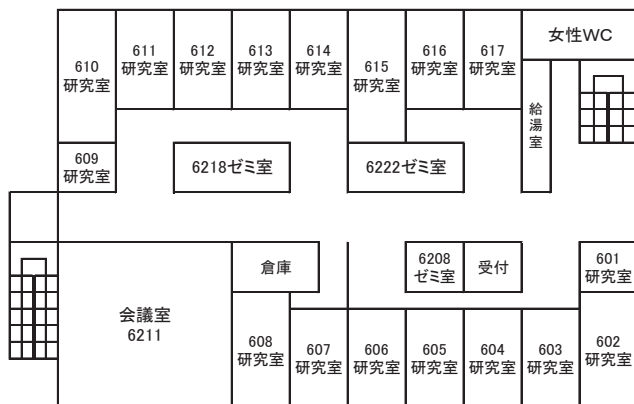 610
研究室
611
研究室
612
研究室
613
研究室
614
研究室
615
研究室
616
研究室
617
研究室
女性WC
給湯室
609
研究室
6218ゼミ室
6222ゼミ室
倉庫
6208
ゼミ室
受付
601
研究室
会議室
6211
608
研究室
607
研究室
606
研究室
605
研究室
604
研究室
603
研究室
602
研究室